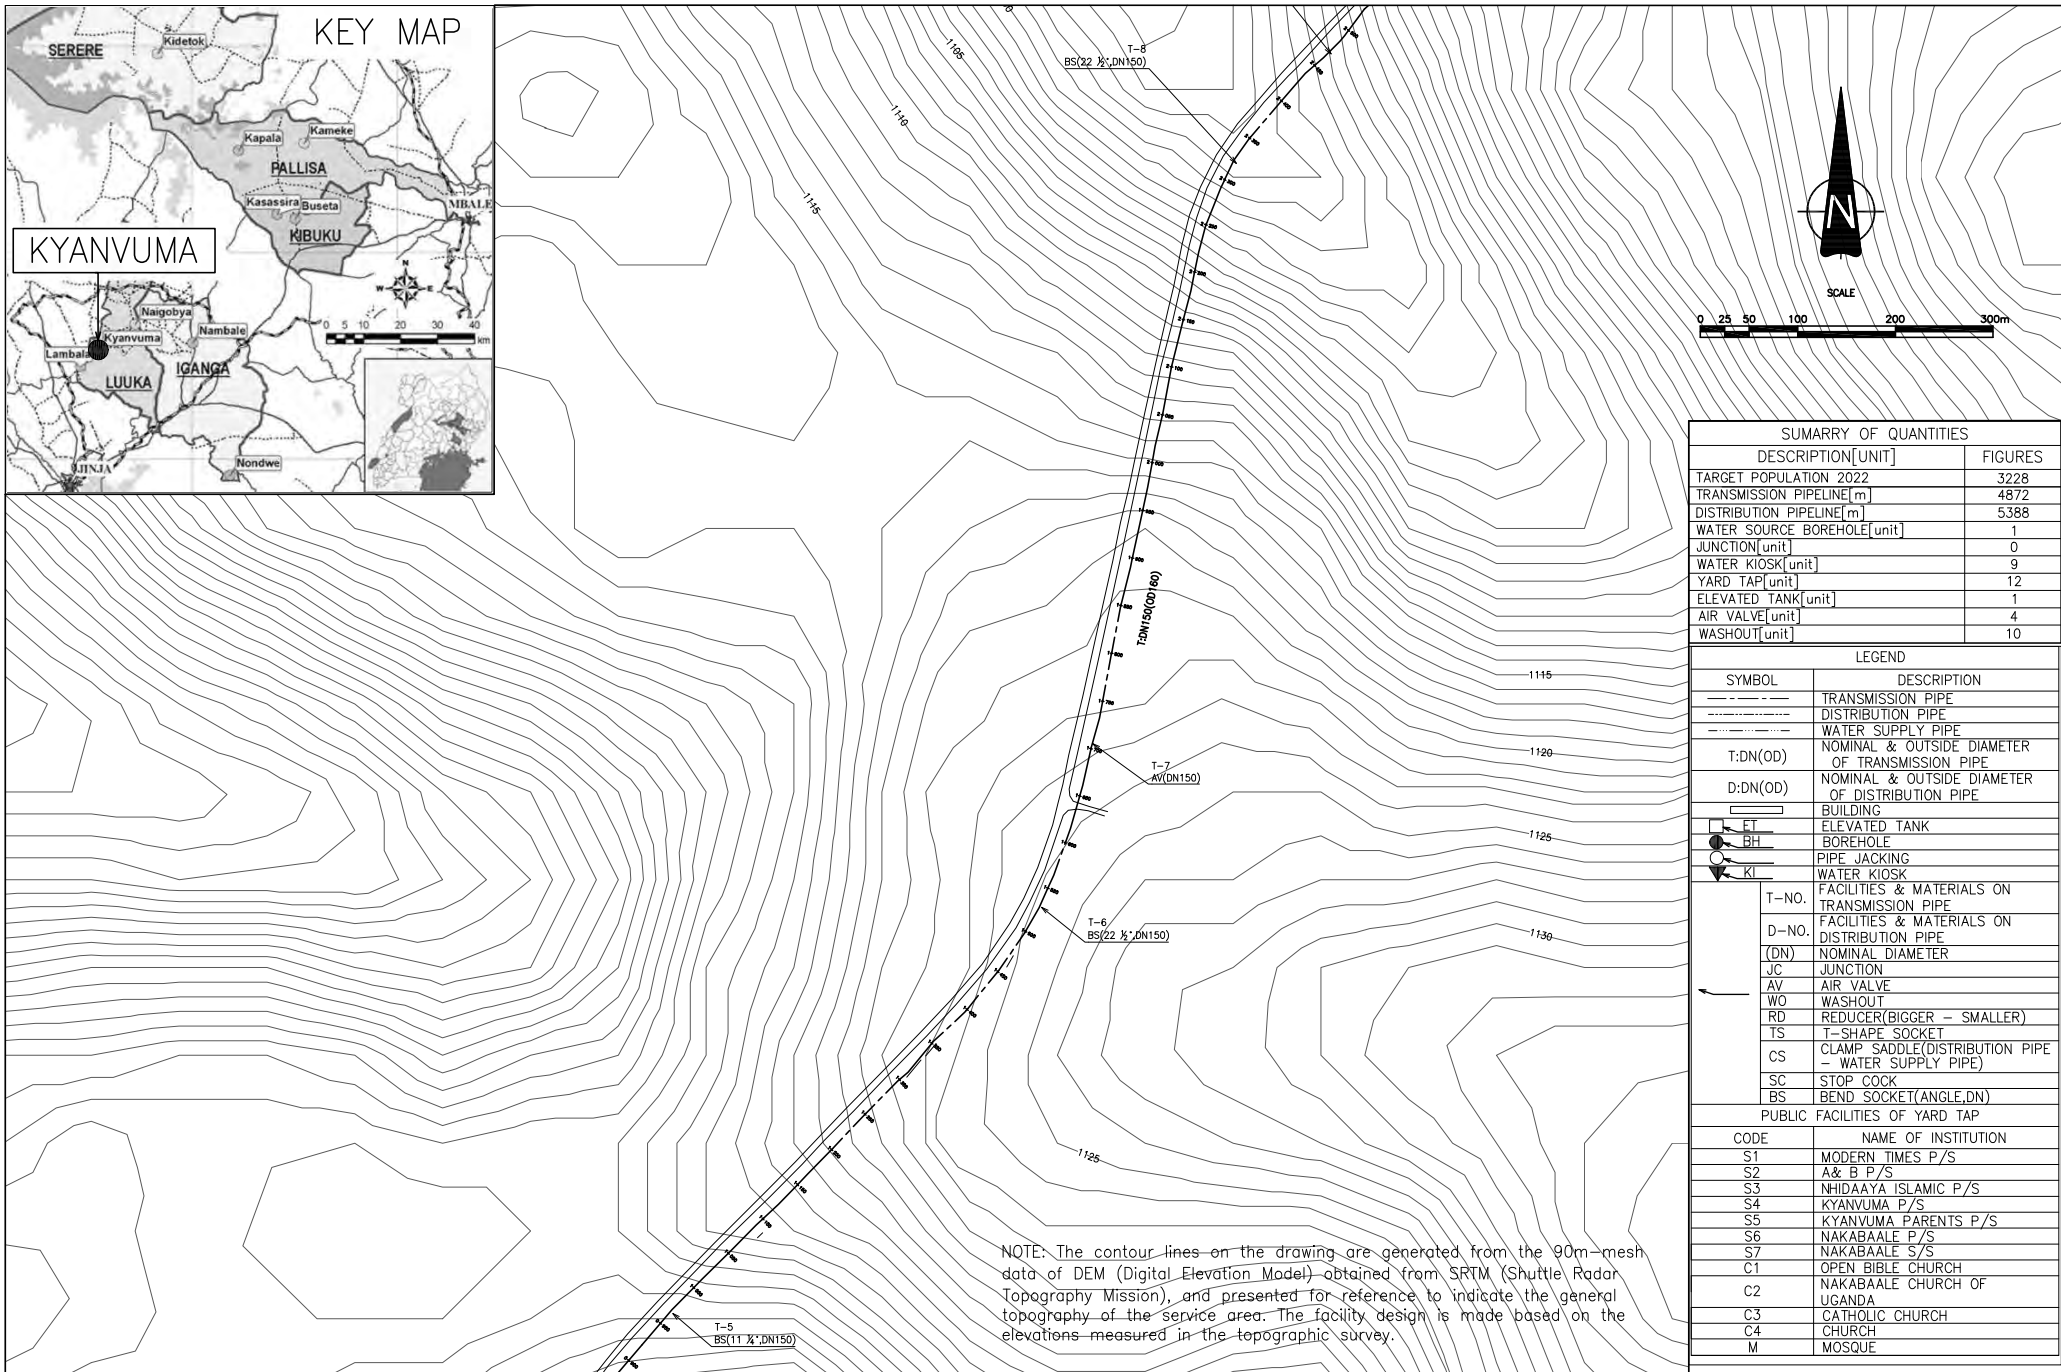 KEY MAP
SERERE
Kidetok
Kapala
Kameke
PALLISA
Kasassira
Buseta
MBALE
KIBUKU
KYANVUMA
N
W
E
Naigobya
Nambale
Kyanvuma
Lambala
IGANGA
LUUKA
0 5 10 20 30 40
km
JINJA
Nondwe
1105
1110
1115
T-8
BS(22 ½°,DN150)
T:DN150(OD160)
T-7
AV(DN150)
T-6
BS(22 ½°,DN150)
T-5
BS(11 ¼°,DN150)
1115
1120
1125
1130
1125
N
SCALE
0 25 50 100 200 300m
NOTE: The contour lines on the drawing are generated from the 90m-mesh
data of DEM (Digital Elevation Model) obtained from SRTM (Shuttle Radar
Topography Mission), and presented for reference to indicate the general
topography of the service area. The facility design is made based on the
elevations measured in the topographic survey.
SUMARRY OF QUANTITIES
DESCRIPTION[UNIT] FIGURES
TARGET POPULATION 2022 3228
TRANSMISSION PIPELINE[m] 4872
DISTRIBUTION PIPELINE[m] 5388
WATER SOURCE BOREHOLE[unit] 1
JUNCTION[unit] 0
WATER KIOSK[unit] 9
YARD TAP[unit] 12
ELEVATED TANK[unit] 1
AIR VALVE[unit] 4
WASHOUT[unit] 10
LEGEND
SYMBOL DESCRIPTION
TRANSMISSION PIPE
DISTRIBUTION PIPE
WATER SUPPLY PIPE
T:DN(OD) NOMINAL & OUTSIDE DIAMETER
OF TRANSMISSION PIPE
D:DN(OD) NOMINAL & OUTSIDE DIAMETER
OF DISTRIBUTION PIPE
BUILDING
ET ELEVATED TANK
BH BOREHOLE
PIPE JACKING
KI WATER KIOSK
T-NO. FACILITIES & MATERIALS ON
TRANSMISSION PIPE
D-NO. FACILITIES & MATERIALS ON
DISTRIBUTION PIPE
(DN) NOMINAL DIAMETER
JC JUNCTION
AV AIR VALVE
WO WASHOUT
RD REDUCER(BIGGER - SMALLER)
TS T-SHAPE SOCKET
CS CLAMP SADDLE(DISTRIBUTION PIPE
- WATER SUPPLY PIPE)
SC STOP COCK
BS BEND SOCKET(ANGLE,DN)
PUBLIC FACILITIES OF YARD TAP
CODE NAME OF INSTITUTION
S1 MODERN TIMES P/S
S2 A& B P/S
S3 NHIDAAYA ISLAMIC P/S
S4 KYANVUMA P/S
S5 KYANVUMA PARENTS P/S
S6 NAKABAALE P/S
S7 NAKABAALE S/S
C1 OPEN BIBLE CHURCH
C2 NAKABAALE CHURCH OF
UGANDA
C3 CATHOLIC CHURCH
C4 CHURCH
M MOSQUE